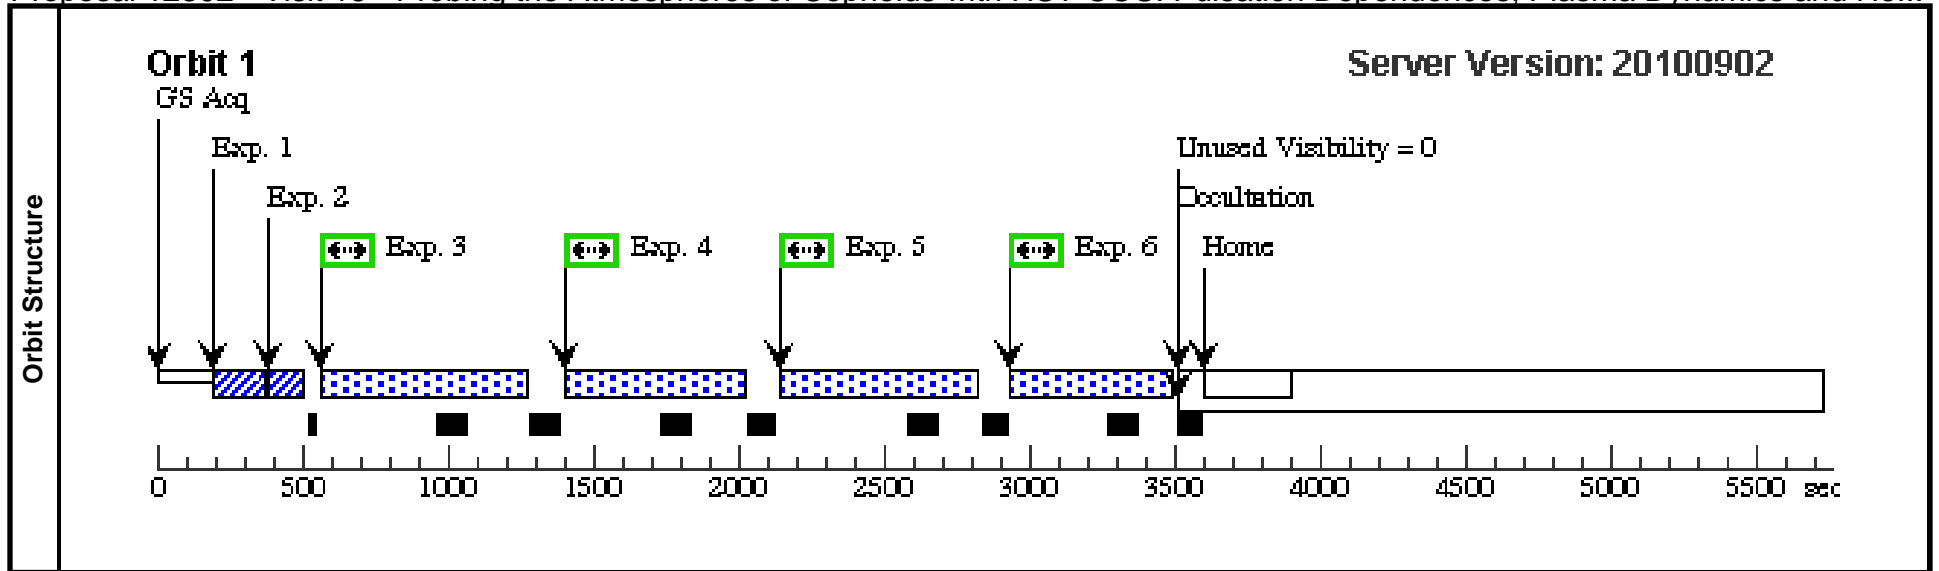 Orbit Structure
Orbit 1
Server Version: 20100902
GS Acq
Exp. 1
Unused Visibility = 0
Exp. 2
Occultation
Exp. 3
Exp. 4
Exp. 5
Exp. 6
Home
0 500 1000 1500 2000 2500 3000 3500 4000 4500 5000 5500 sec